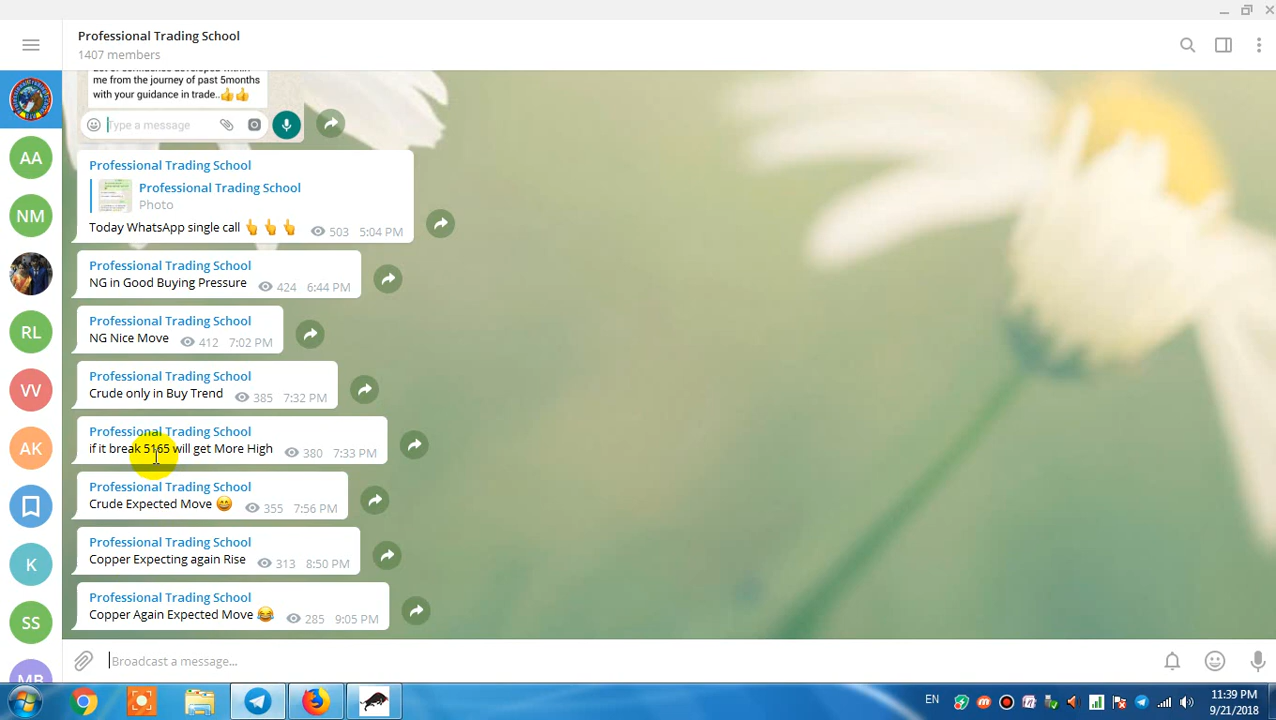 Professional Trading School
1407 members
me from the journey of past 5months
with your guidance in trade..👍👍
Type a message
Professional Trading School
Professional Trading School
Photo
Today WhatsApp single call 👆 👆 👆 503 5:04 PM
Professional Trading School
NG in Good Buying Pressure 424 6:44 PM
Professional Trading School
NG Nice Move 412 7:02 PM
Professional Trading School
Crude only in Buy Trend 385 7:32 PM
Professional Trading School
if it break 5165 will get More High 380 7:33 PM
Professional Trading School
Crude Expected Move 😄 355 7:56 PM
Professional Trading School
Copper Expecting again Rise 313 8:50 PM
Professional Trading School
Copper Again Expected Move 😂 285 9:05 PM
AA
NM
RL
VV
AK
K
SS
MB
Broadcast a message...
EN
11:39 PM
9/21/2018